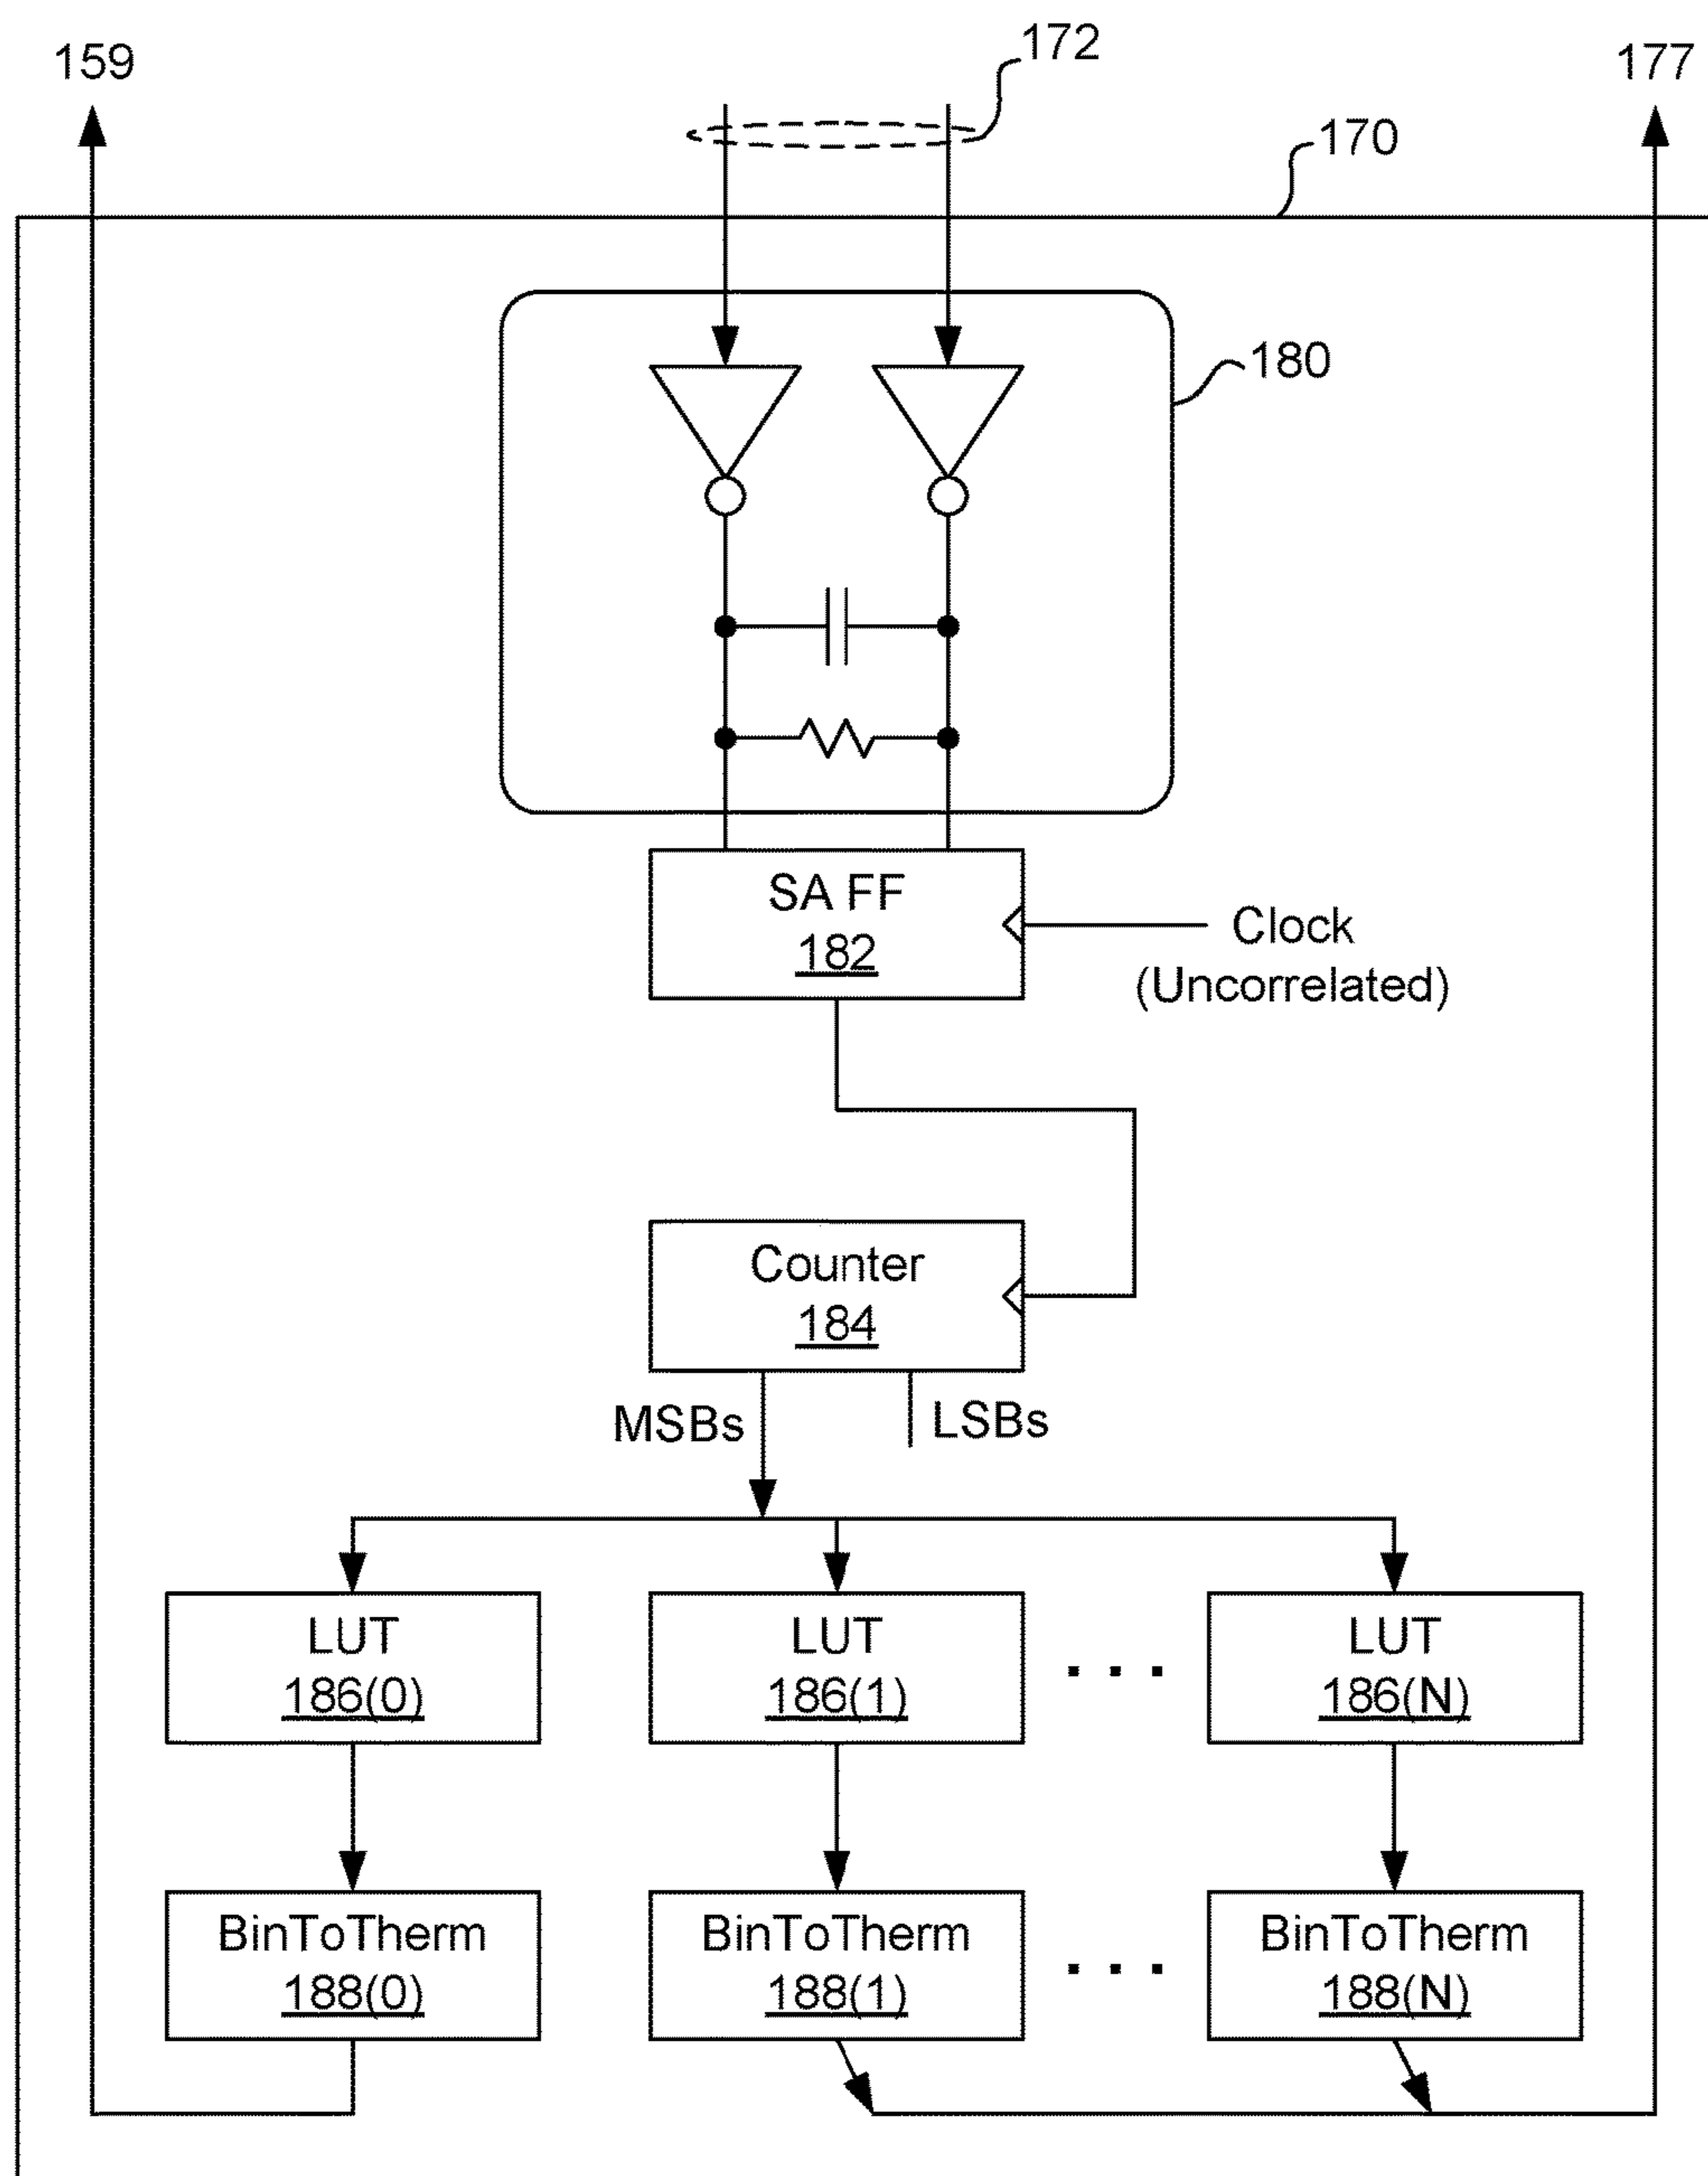 172
159
177
170
180
SA FF
182
Clock
(Uncorrelated)
Counter
184
MSBs
LSBs
LUT
186(0)
LUT
186(1)
. . .
LUT
186(N)
BinToTherm
188(0)
BinToTherm
188(1)
. . .
BinToTherm
188(N)